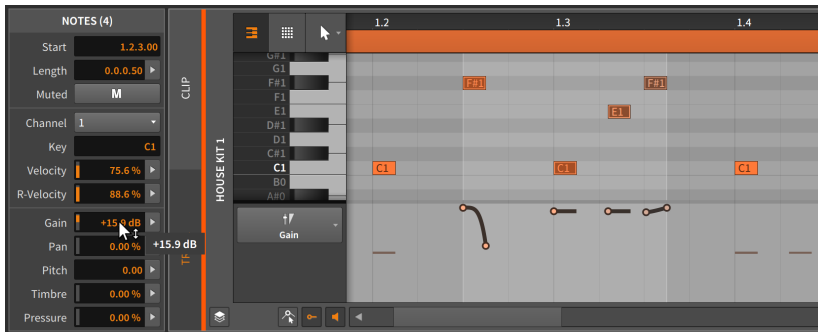 NOTES (4)
Start 1.2.3.00
Length 0.0.0.50
Muted M
Channel 1
Key C1
Velocity 75.6 %
R-Velocity 88.6 %
Gain +15.9 dB
+15.9 dB
Pan 0.00 %
Pitch 0.00
Timbre 0.00 %
Pressure 0.00 %
CLIP
HOUSE KIT 1
1.2 1.3 1.4
G#1
G1
F#1 F#1 F#1
F1
E1 E1
D#1
D1
C#1
C1 C1 C1 C1
B0
A#0
Gain